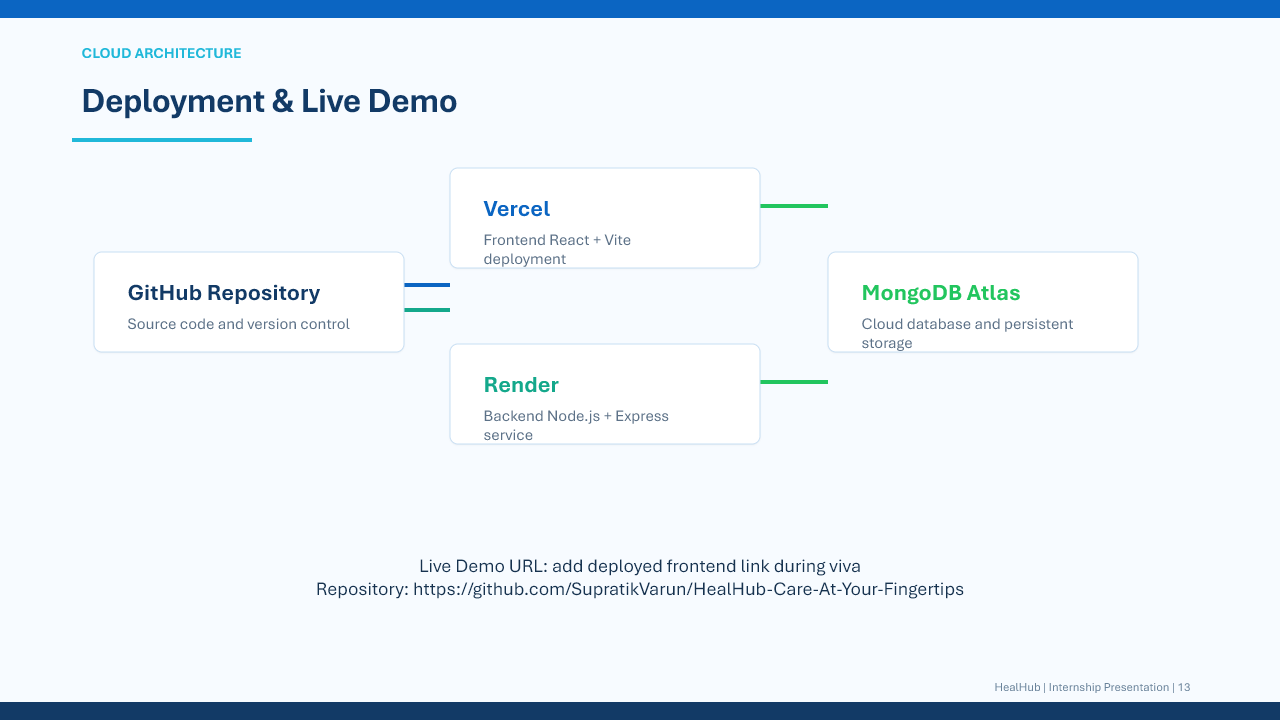 CLOUD ARCHITECTURE
Deployment & Live Demo
Vercel
Frontend React + Vite
deployment
GitHub Repository
Source code and version control
MongoDB Atlas
Cloud database and persistent
storage
Render
Backend Node.js + Express
service
Live Demo URL: add deployed frontend link during viva
Repository: https://github.com/SupratikVarun/HealHub-Care-At-Your-Fingertips
HealHub | Internship Presentation | 13